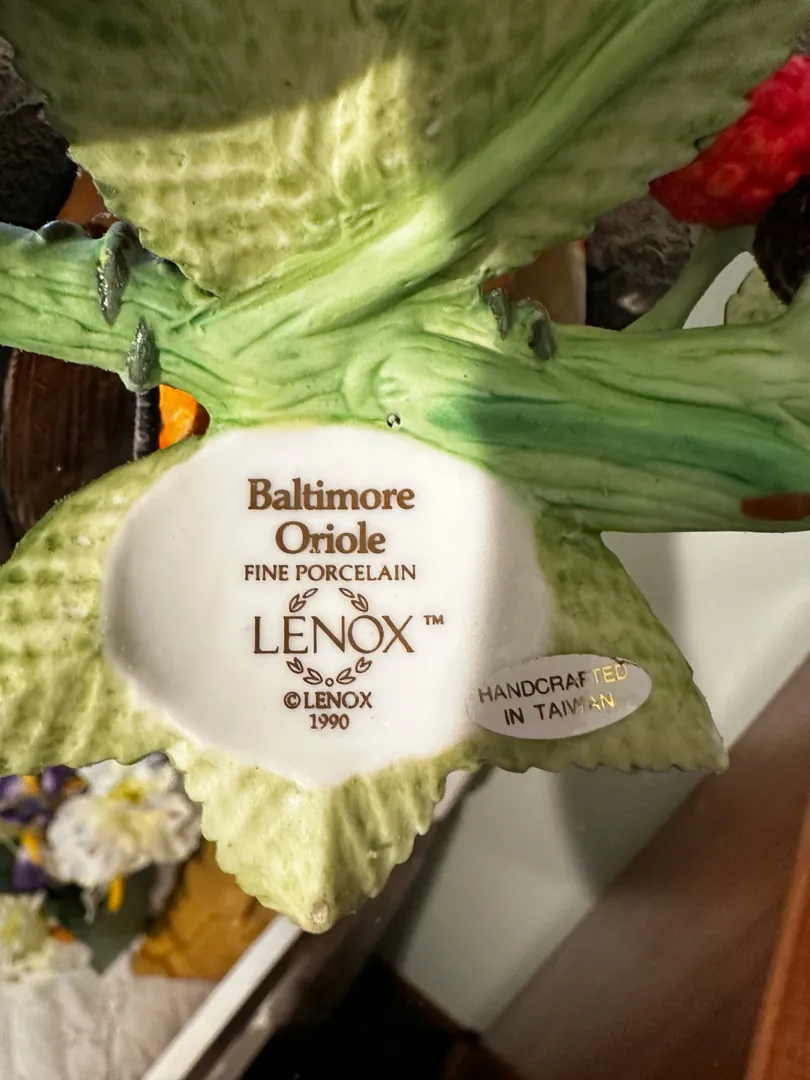 Baltimore
Oriole
FINE PORCELAIN
LENOX™
©LENOX
1990
HANDCRAFTED
IN TAIWAN